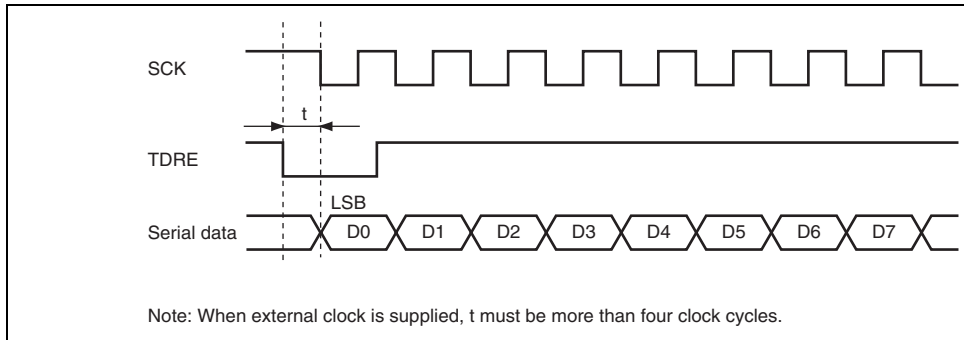 SCK
t
TDRE
LSB
Serial data D0 D1 D2 D3 D4 D5 D6 D7
Note: When external clock is supplied, t must be more than four clock cycles.